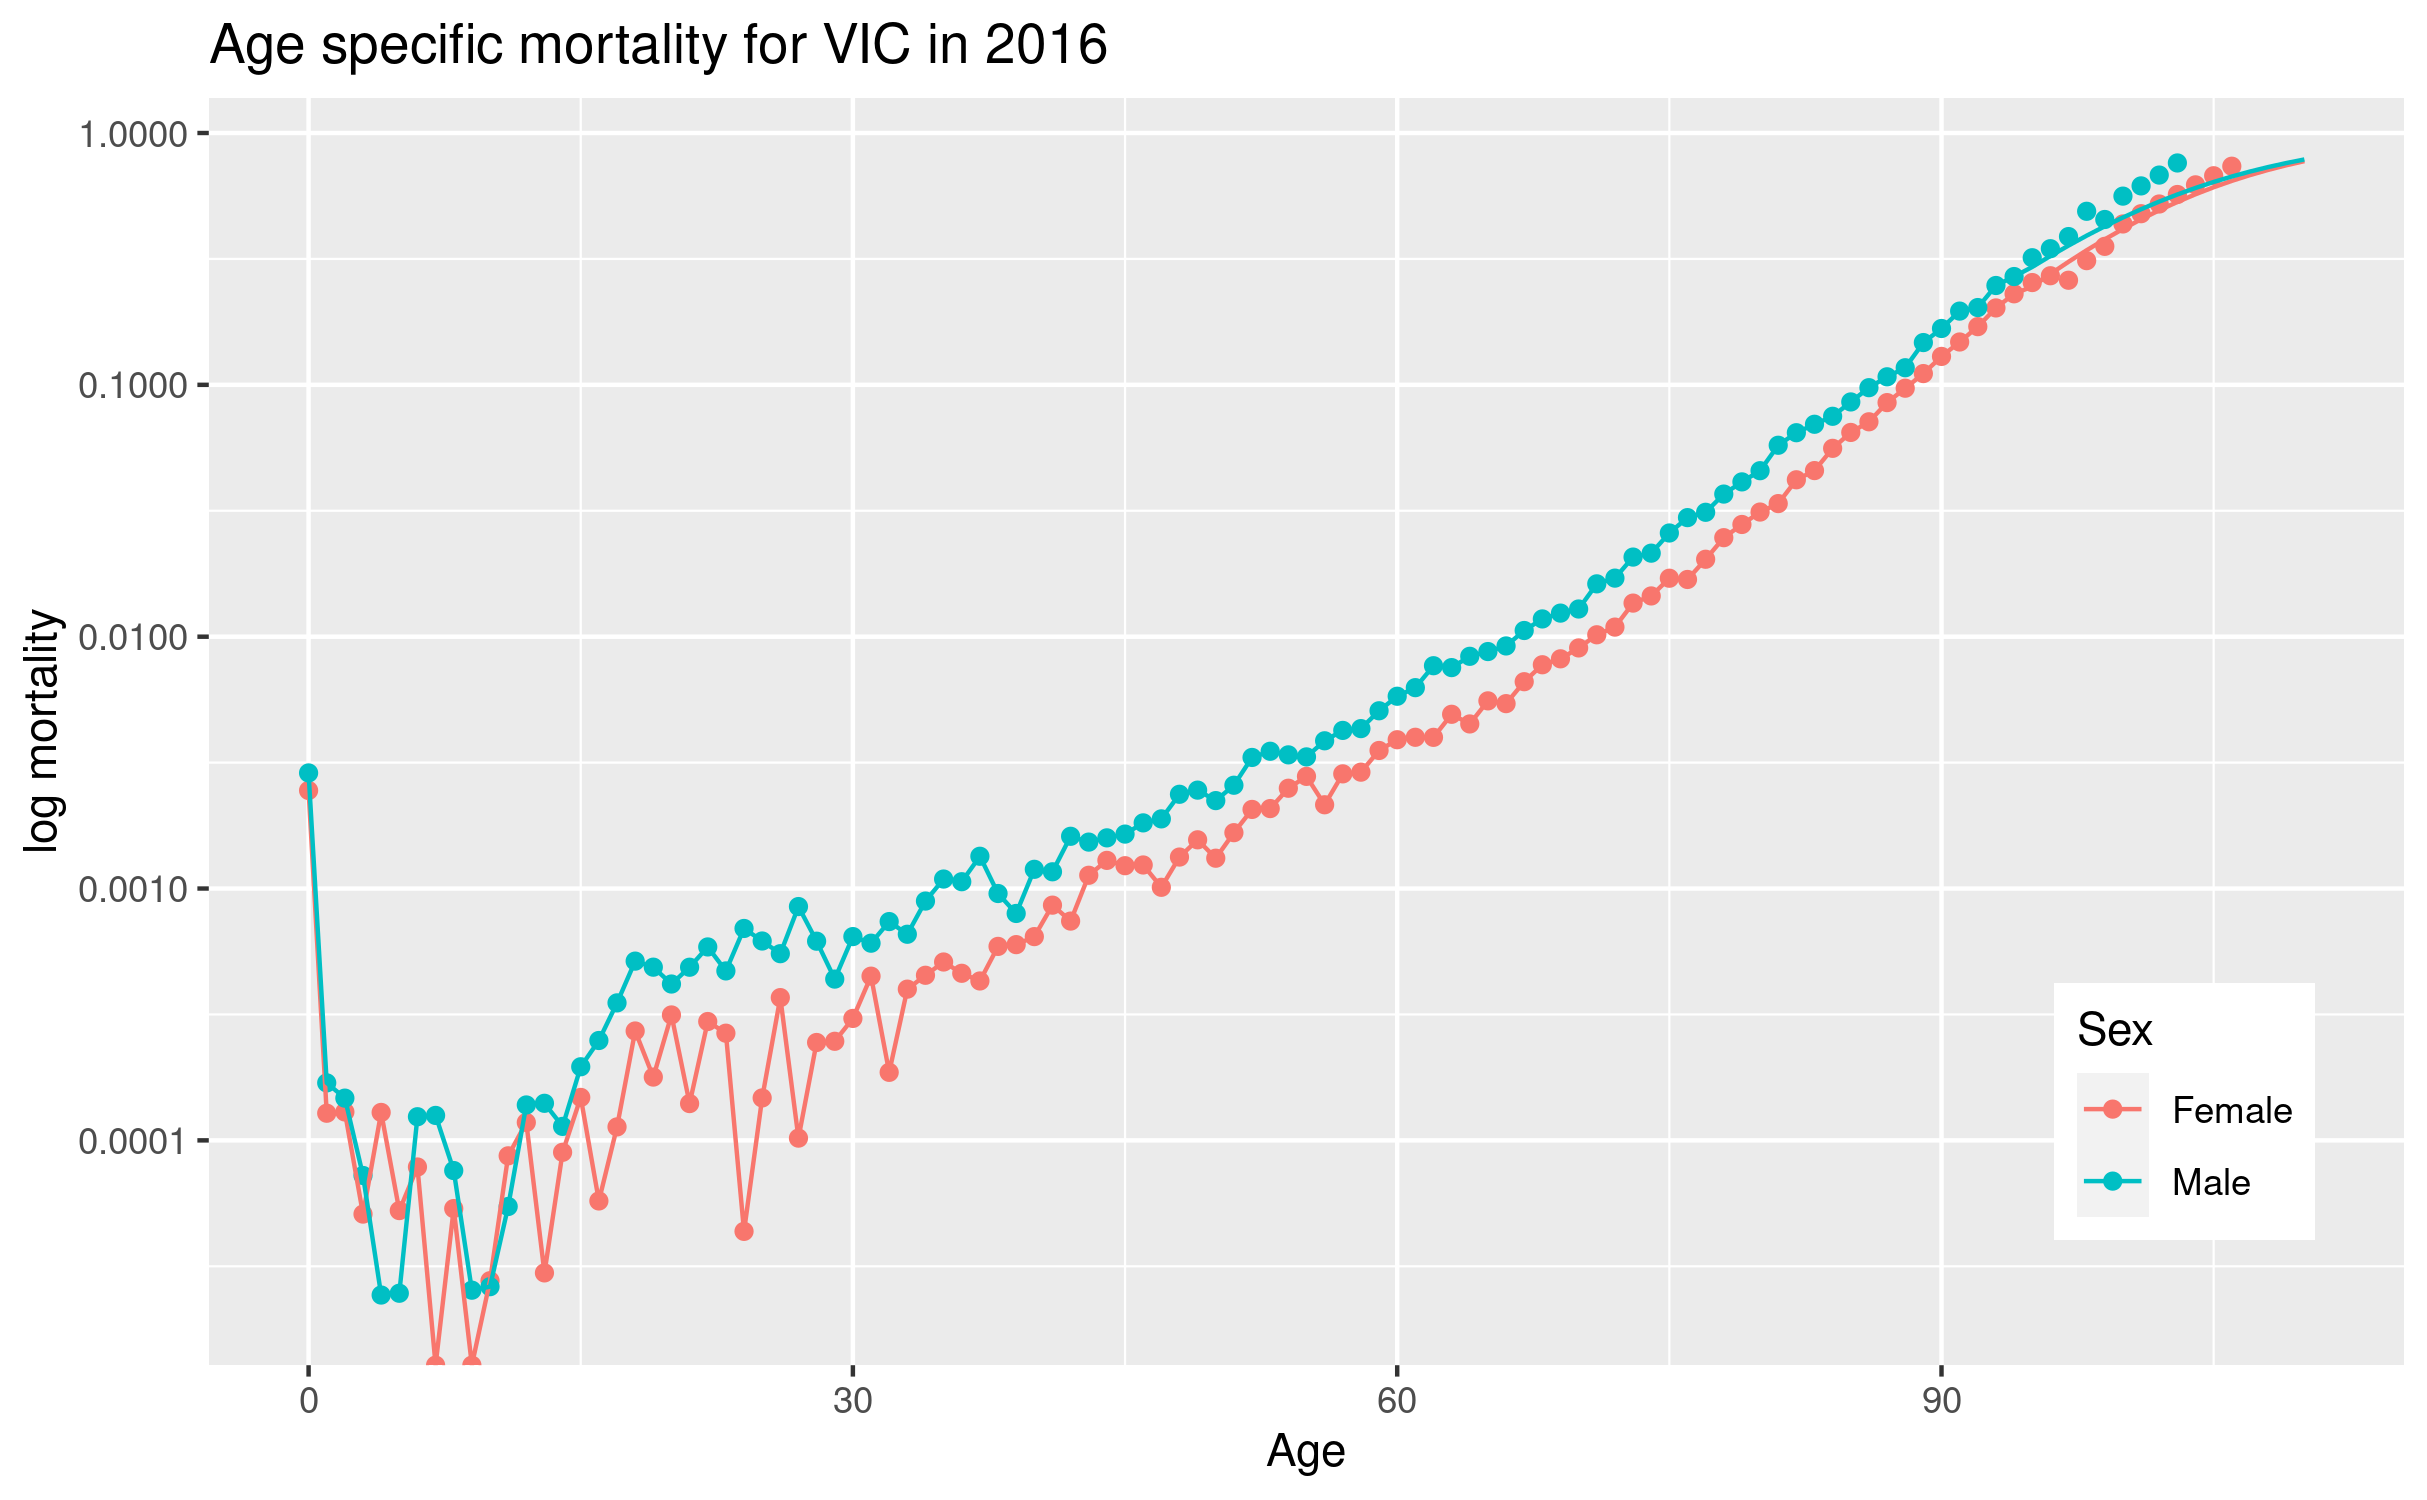 Age specific mortality for VIC in 2016
1.0000
0.1000
0.0100
0.0010
0.0001
log mortality
0 30 60 90
Age
Sex
Female
Male